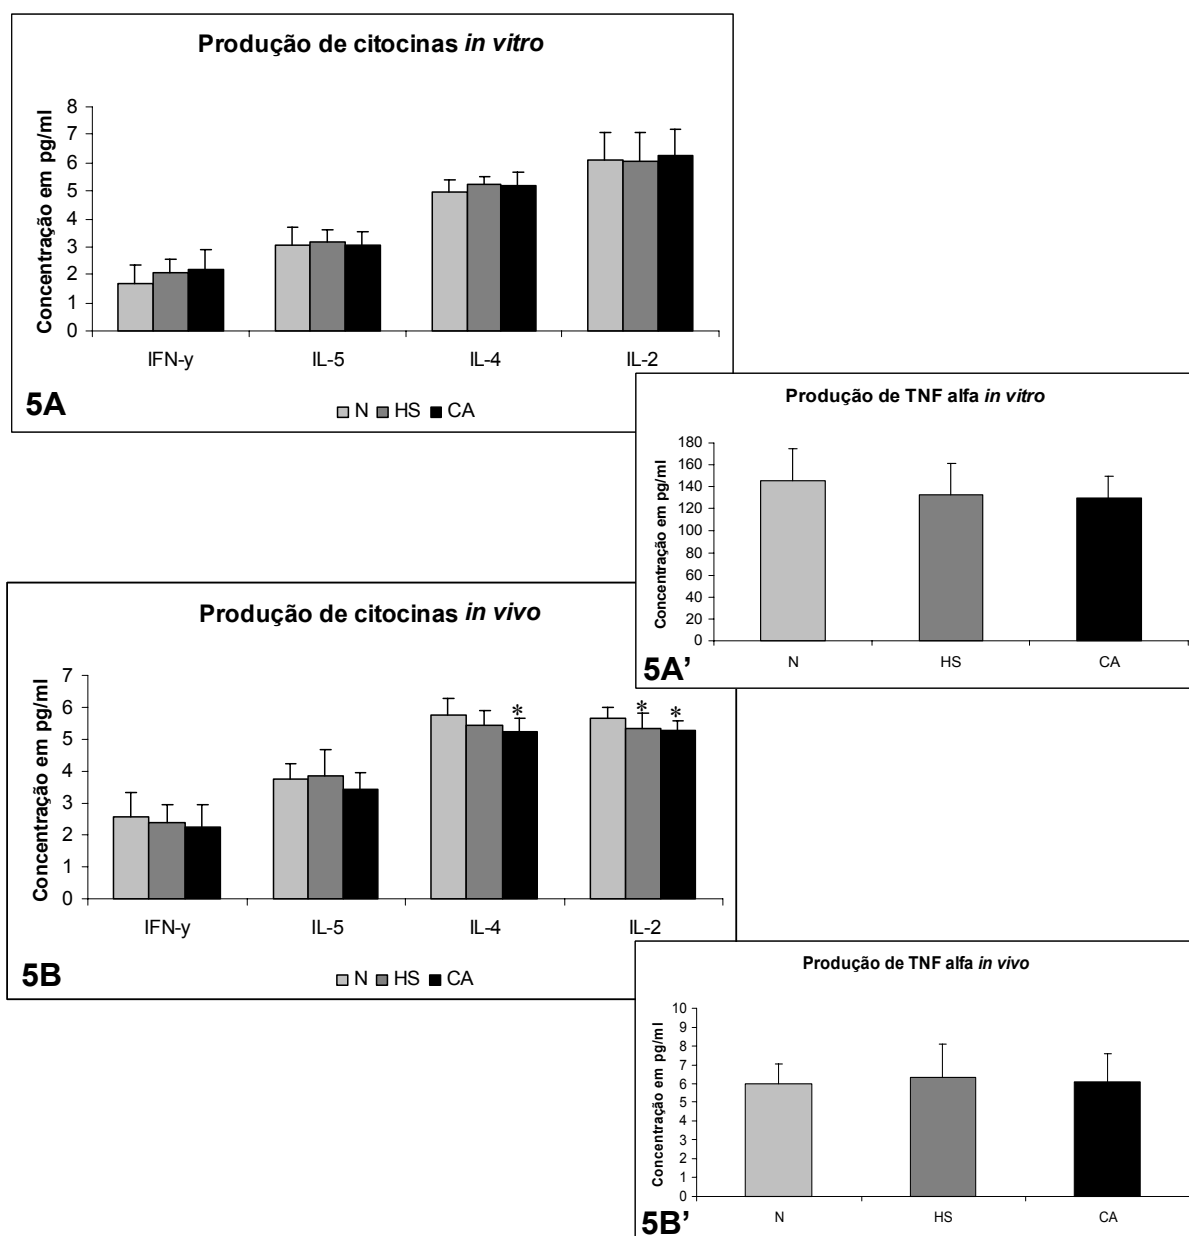 Produção de citocinas in vitro
Concentração em pg/ml
8
7
6
5
4
3
2
1
0
IFN-y IL-5 IL-4 IL-2
N HS CA
5A
Produção de TNF alfa in vitro
Concentração em pg/ml
180
160
140
120
100
80
60
40
20
0
N HS CA
5A’
Produção de citocinas in vivo
Concentração em pg/ml
7
6
5
4
3
2
1
0
* * *
IFN-y IL-5 IL-4 IL-2
N HS CA
5B
Produção de TNF alfa in vivo
Concentração em pg/ml
10
9
8
7
6
5
4
3
2
1
0
N HS CA
5B’